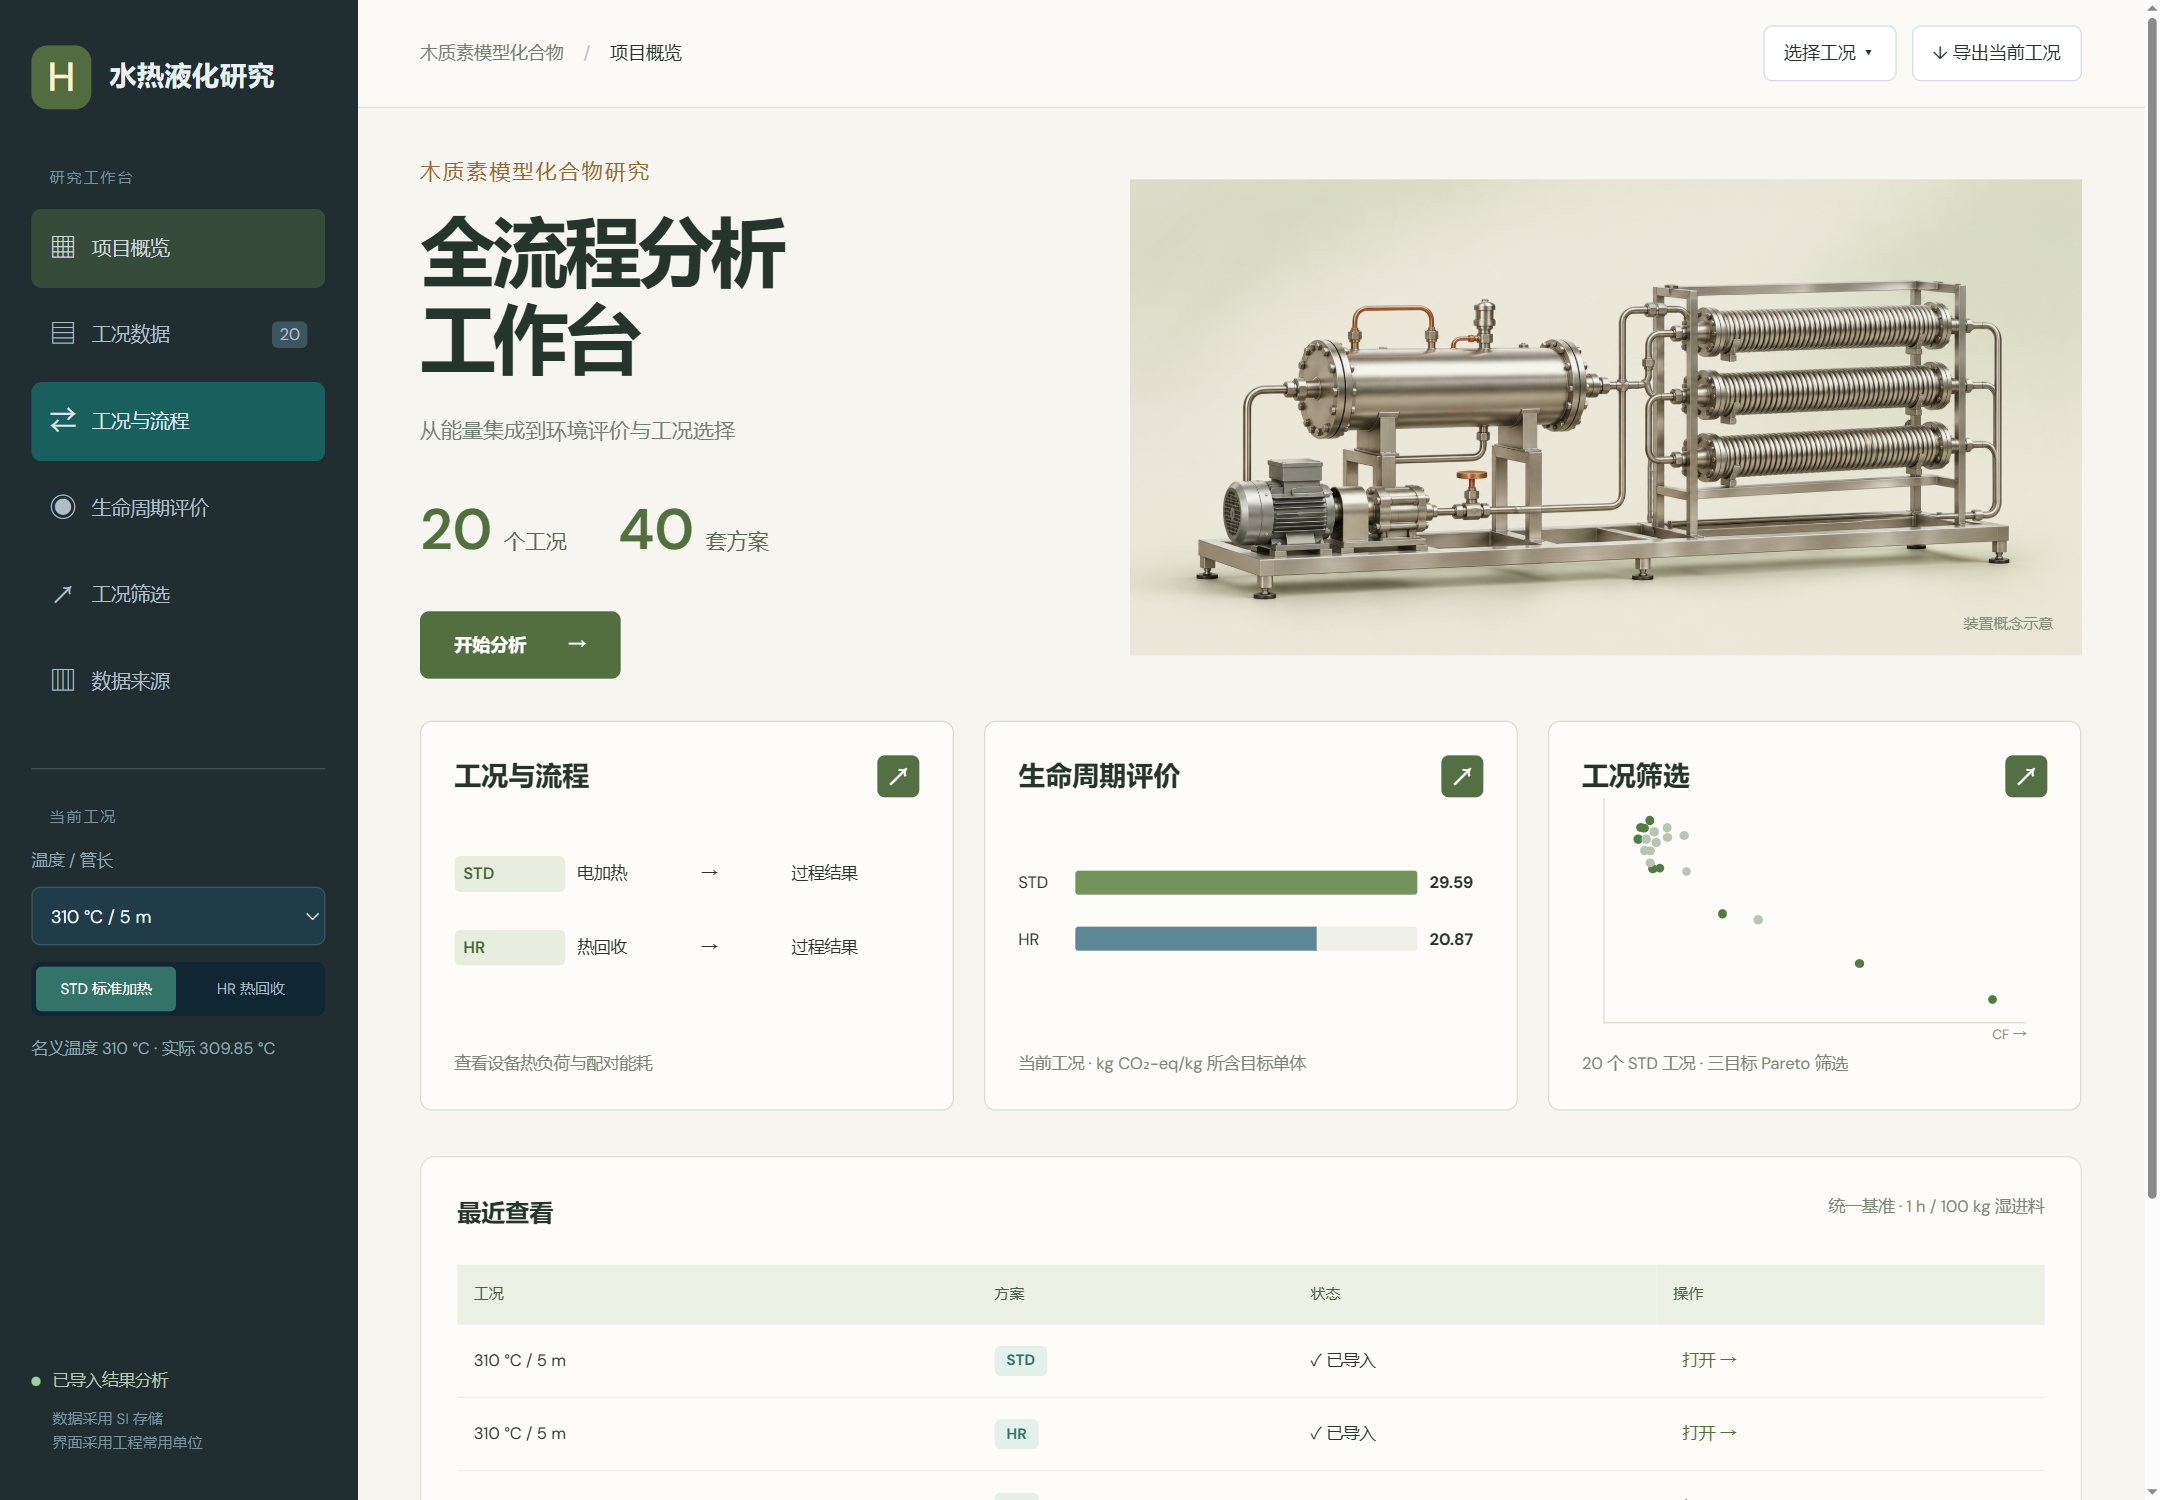 H 水热液化研究
研究工作台
项目概览
工况数据 20
工况与流程
生命周期评价
工况筛选
数据来源
当前工况
温度 / 管长
310 °C / 5 m
STD 标准加热 HR 热回收
名义温度 310 °C · 实际 309.85 °C
已导入结果分析
数据采用 SI 存储
界面采用工程常用单位
木质素模型化合物 / 项目概览
选择工况 ▾ ↓ 导出当前工况
木质素模型化合物研究
全流程分析
工作台
从能量集成到环境评价与工况选择
20 个工况 40 套方案
开始分析 →
装置概念示意
工况与流程 ↗
STD 电加热 → 过程结果
HR 热回收 → 过程结果
查看设备热负荷与配对能耗
生命周期评价 ↗
STD 29.59
HR 20.87
当前工况 · kg CO₂-eq/kg 所含目标单体
工况筛选 ↗
CF →
20 个 STD 工况 · 三目标 Pareto 筛选
最近查看
统一基准 · 1 h / 100 kg 湿进料
工况 方案 状态 操作
310 °C / 5 m STD ✓ 已导入 打开 →
310 °C / 5 m HR ✓ 已导入 打开 →